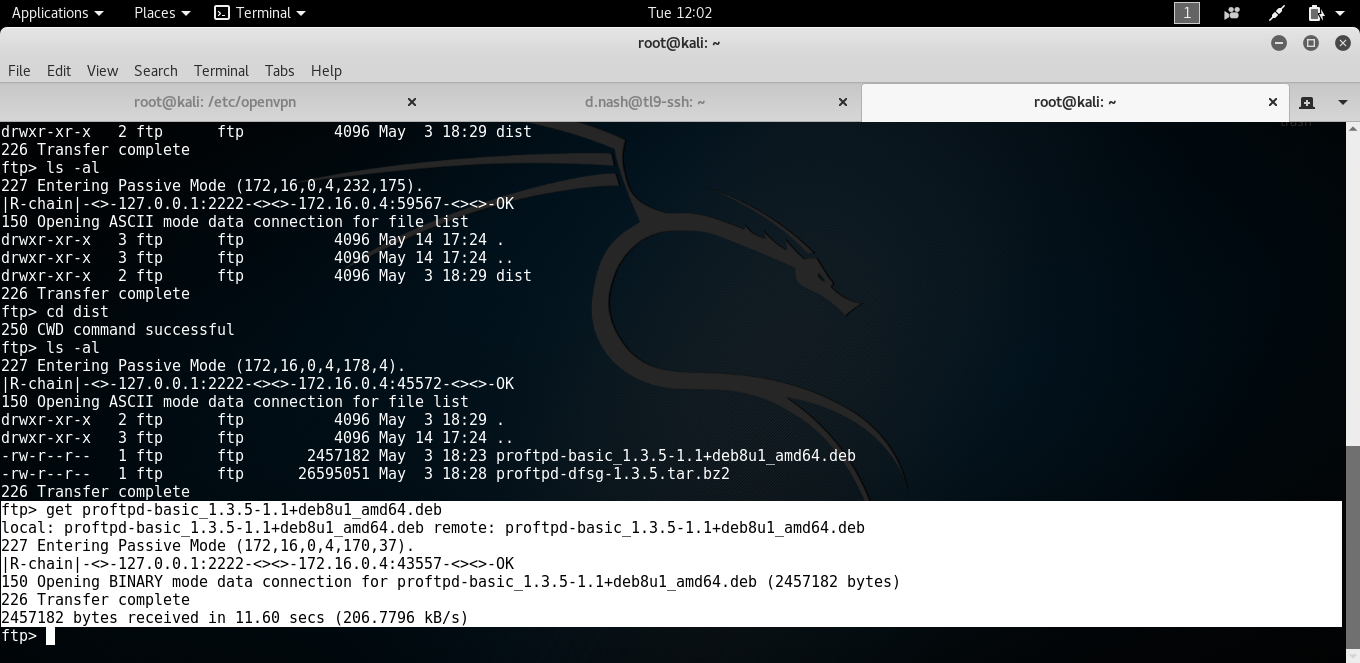 Applications Places Terminal Tue 12:02 1
root@kali: ~
File Edit View Search Terminal Tabs Help
root@kali: /etc/openvpn d.nash@tl9-ssh: ~ root@kali: ~
drwxr-xr-x   2 ftp      ftp          4096 May  3 18:29 dist
226 Transfer complete
ftp> ls -al
227 Entering Passive Mode (172,16,0,4,232,175).
|R-chain|-<>-127.0.0.1:2222-<><>-172.16.0.4:59567-<><>-OK
150 Opening ASCII mode data connection for file list
drwxr-xr-x   3 ftp      ftp          4096 May 14 17:24 .
drwxr-xr-x   3 ftp      ftp          4096 May 14 17:24 ..
drwxr-xr-x   2 ftp      ftp          4096 May  3 18:29 dist
226 Transfer complete
ftp> cd dist
250 CWD command successful
ftp> ls -al
227 Entering Passive Mode (172,16,0,4,178,4).
|R-chain|-<>-127.0.0.1:2222-<><>-172.16.0.4:45572-<><>-OK
150 Opening ASCII mode data connection for file list
drwxr-xr-x   2 ftp      ftp          4096 May  3 18:29 .
drwxr-xr-x   3 ftp      ftp          4096 May 14 17:24 ..
-rw-r--r--   1 ftp      ftp       2457182 May  3 18:23 proftpd-basic_1.3.5-1.1+deb8u1_amd64.deb
-rw-r--r--   1 ftp      ftp      26595051 May  3 18:28 proftpd-dfsg-1.3.5.tar.bz2
226 Transfer complete
ftp> get proftpd-basic_1.3.5-1.1+deb8u1_amd64.deb
local: proftpd-basic_1.3.5-1.1+deb8u1_amd64.deb remote: proftpd-basic_1.3.5-1.1+deb8u1_amd64.deb
227 Entering Passive Mode (172,16,0,4,170,37).
|R-chain|-<>-127.0.0.1:2222-<><>-172.16.0.4:43557-<><>-OK
150 Opening BINARY mode data connection for proftpd-basic_1.3.5-1.1+deb8u1_amd64.deb (2457182 bytes)
226 Transfer complete
2457182 bytes received in 11.60 secs (206.7796 kB/s)
ftp>